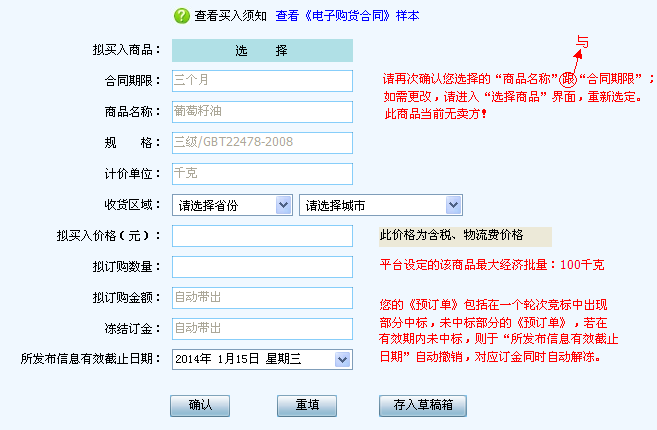 查看买入须知 查看《电子购货合同》样本
与
拟买入商品： 选 择
合同期限： 三个月 请再次确认您选择的“商品名称”跟“合同期限”；
如需更改，请进入“选择商品”界面，重新选定。
商品名称： 葡萄籽油 此商品当前无卖方！
规 格： 三级/GBT22478-2008
计价单位： 千克
收货区域： 请选择省份 请选择城市
拟买入价格（元）： 此价格为含税、物流费价格
拟订购数量： 平台设定的该商品最大经济批量：100千克
拟订购金额： 自动带出 您的《预订单》包括在一个轮次竞标中出现
部分中标，未中标部分的《预订单》，若在
冻结订金： 自动带出 有效期内未中标，则于“所发布信息有效截止
所发布信息有效截止日期： 2014年 1月15日 星期三 日期”自动撤销，对应订金同时自动解冻。
确认 重填 存入草稿箱